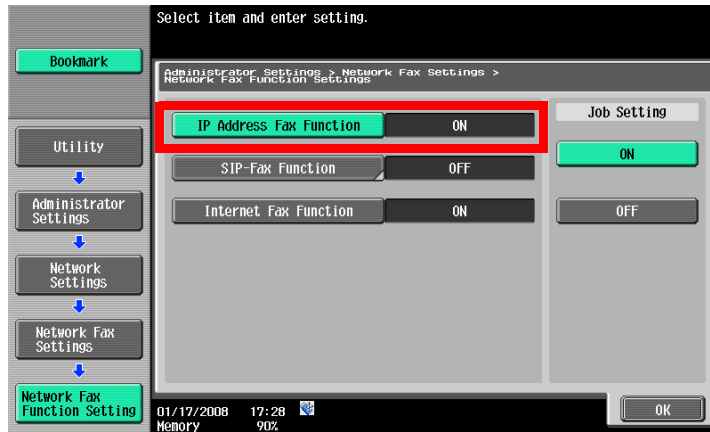 Select item and enter setting.
Bookmark
Administrator Settings > Network Fax Settings >
Network Fax Function Settings
IP Address Fax Function ON
SIP-Fax Function OFF
Internet Fax Function ON
Job Setting
ON
OFF
Utility
Administrator
Settings
Network
Settings
Network Fax
Settings
Network Fax
Function Setting
01/17/2008 17:28
Memory 90%
OK